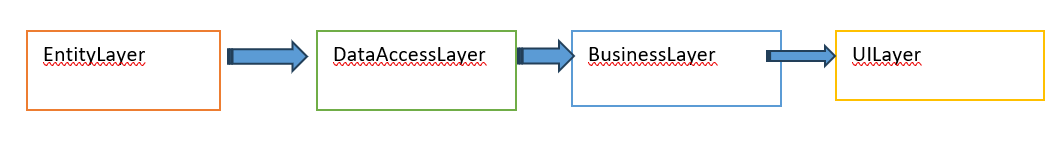 EntityLayer
DataAccessLayer
BusinessLayer
UILayer